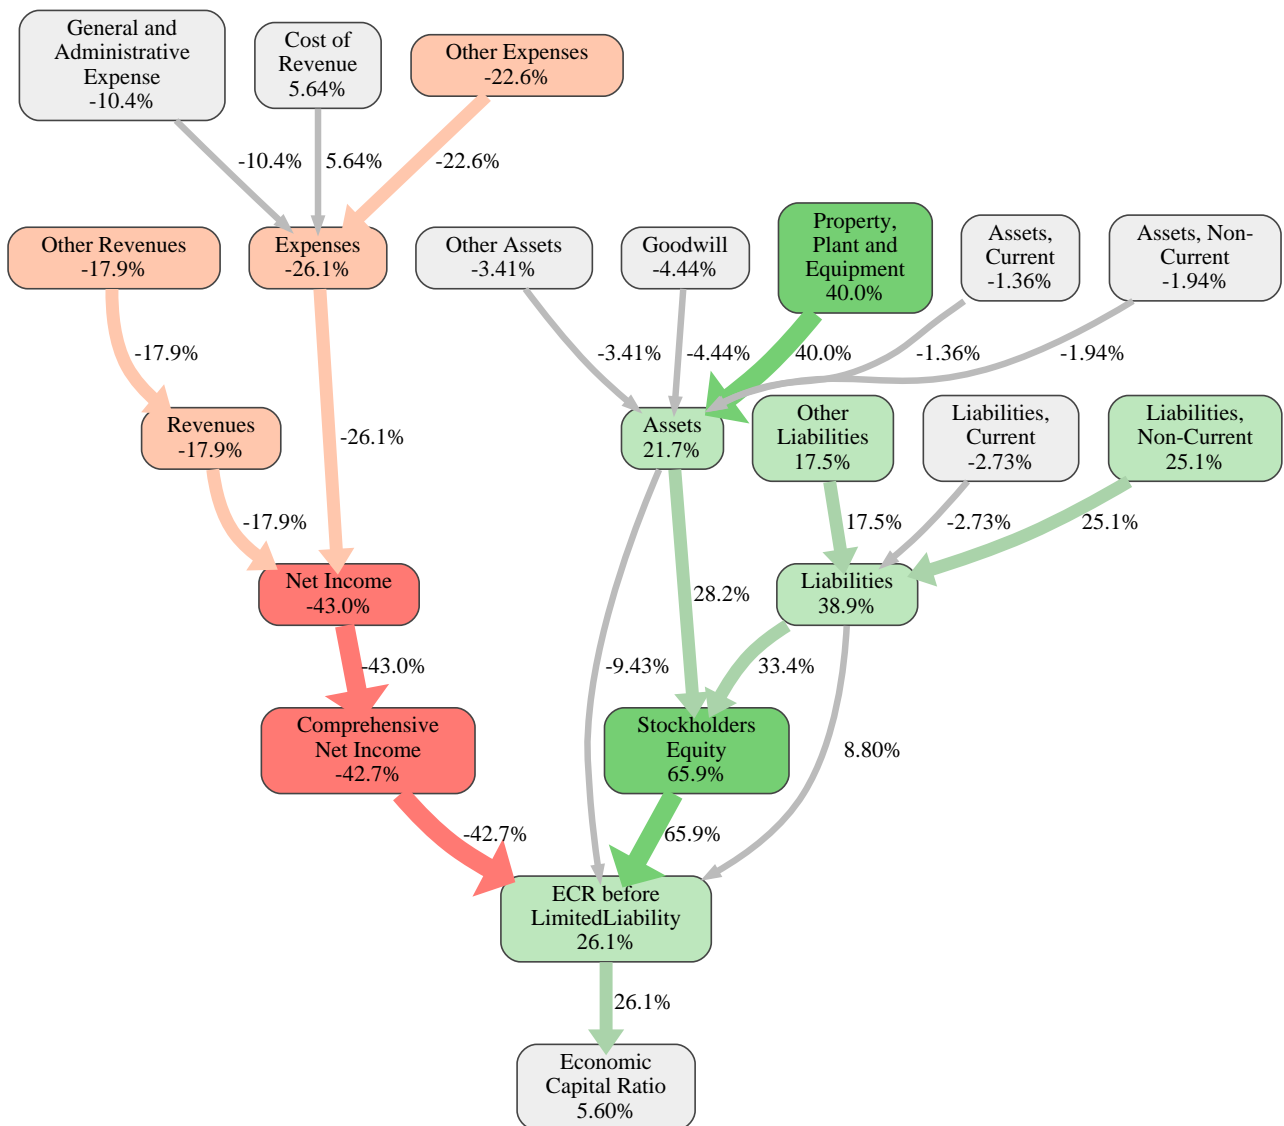 General and
Administrative
Expense
-10.4%
Cost of
Revenue
5.64%
Other Expenses
-22.6%
-10.4%
5.64%
-22.6%
Other Revenues
-17.9%
Expenses
-26.1%
Other Assets
-3.41%
Goodwill
-4.44%
Property,
Plant and
Equipment
40.0%
Assets,
Current
-1.36%
Assets, Non-
Current
-1.94%
-17.9%
-3.41%
-4.44%
40.0%
-1.36%
-1.94%
Revenues
-17.9%
-26.1%
Assets
21.7%
Other
Liabilities
17.5%
Liabilities,
Current
-2.73%
Liabilities,
Non-Current
25.1%
-17.9%
17.5%
-2.73%
25.1%
Net Income
-43.0%
28.2%
Liabilities
38.9%
-43.0%
-9.43%
33.4%
Comprehensive
Net Income
-42.7%
Stockholders
Equity
65.9%
8.80%
-42.7%
65.9%
ECR before
LimitedLiability
26.1%
26.1%
Economic
Capital Ratio
5.60%